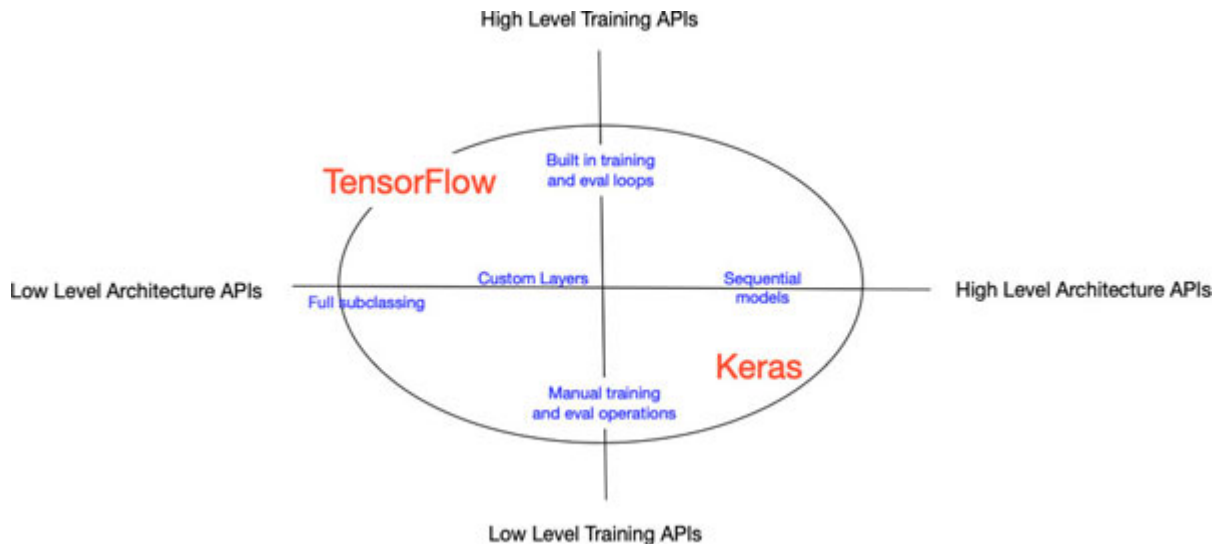 High Level Training APIs
Built in training
and eval loops
TensorFlow
Custom Layers
Sequential
models
Low Level Architecture APIs
Full subclassing
High Level Architecture APIs
Keras
Manual training
and eval operations
Low Level Training APIs